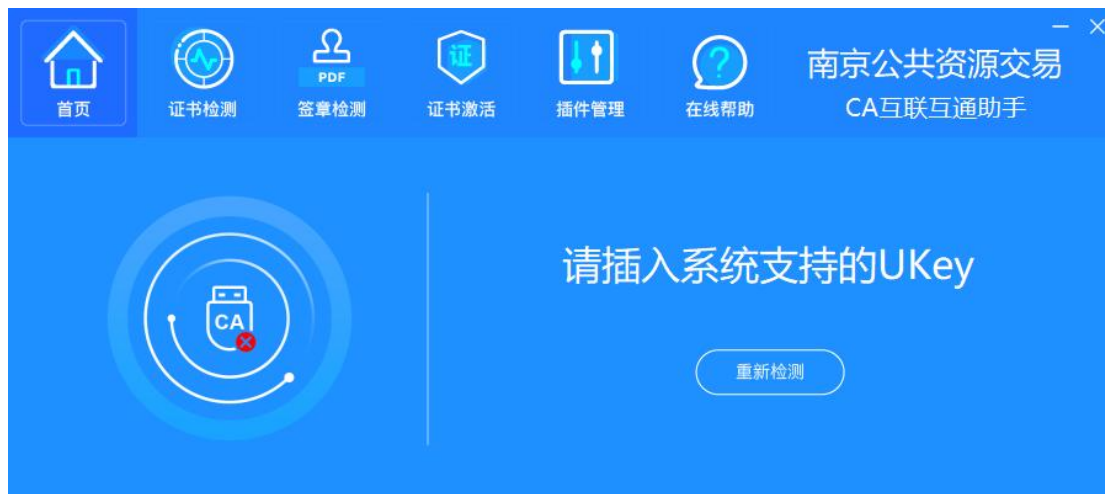 首页
PDF
证书检测
签章检测
证
证书激活
插件管理
在线帮助
南京公共资源交易
CA互联互通助手
CA
请插入系统支持的UKey
重新检测